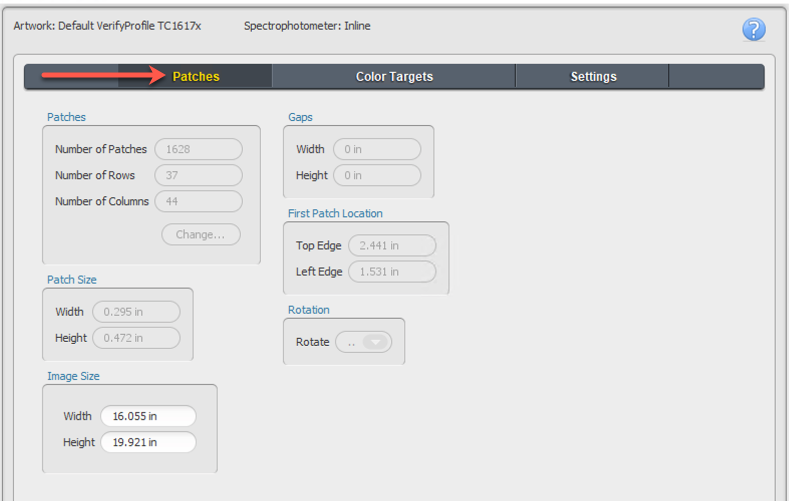 Artwork: Default VerifyProfile TC1617x Spectrophotometer: Inline
?
Patches Color Targets Settings
Patches
Number of Patches 1628
Number of Rows 37
Number of Columns 44
Change...
Patch Size
Width 0.295 in
Height 0.472 in
Image Size
Width 16.055 in
Height 19.921 in
Gaps
Width 0 in
Height 0 in
First Patch Location
Top Edge 2.441 in
Left Edge 1.531 in
Rotation
Rotate ..